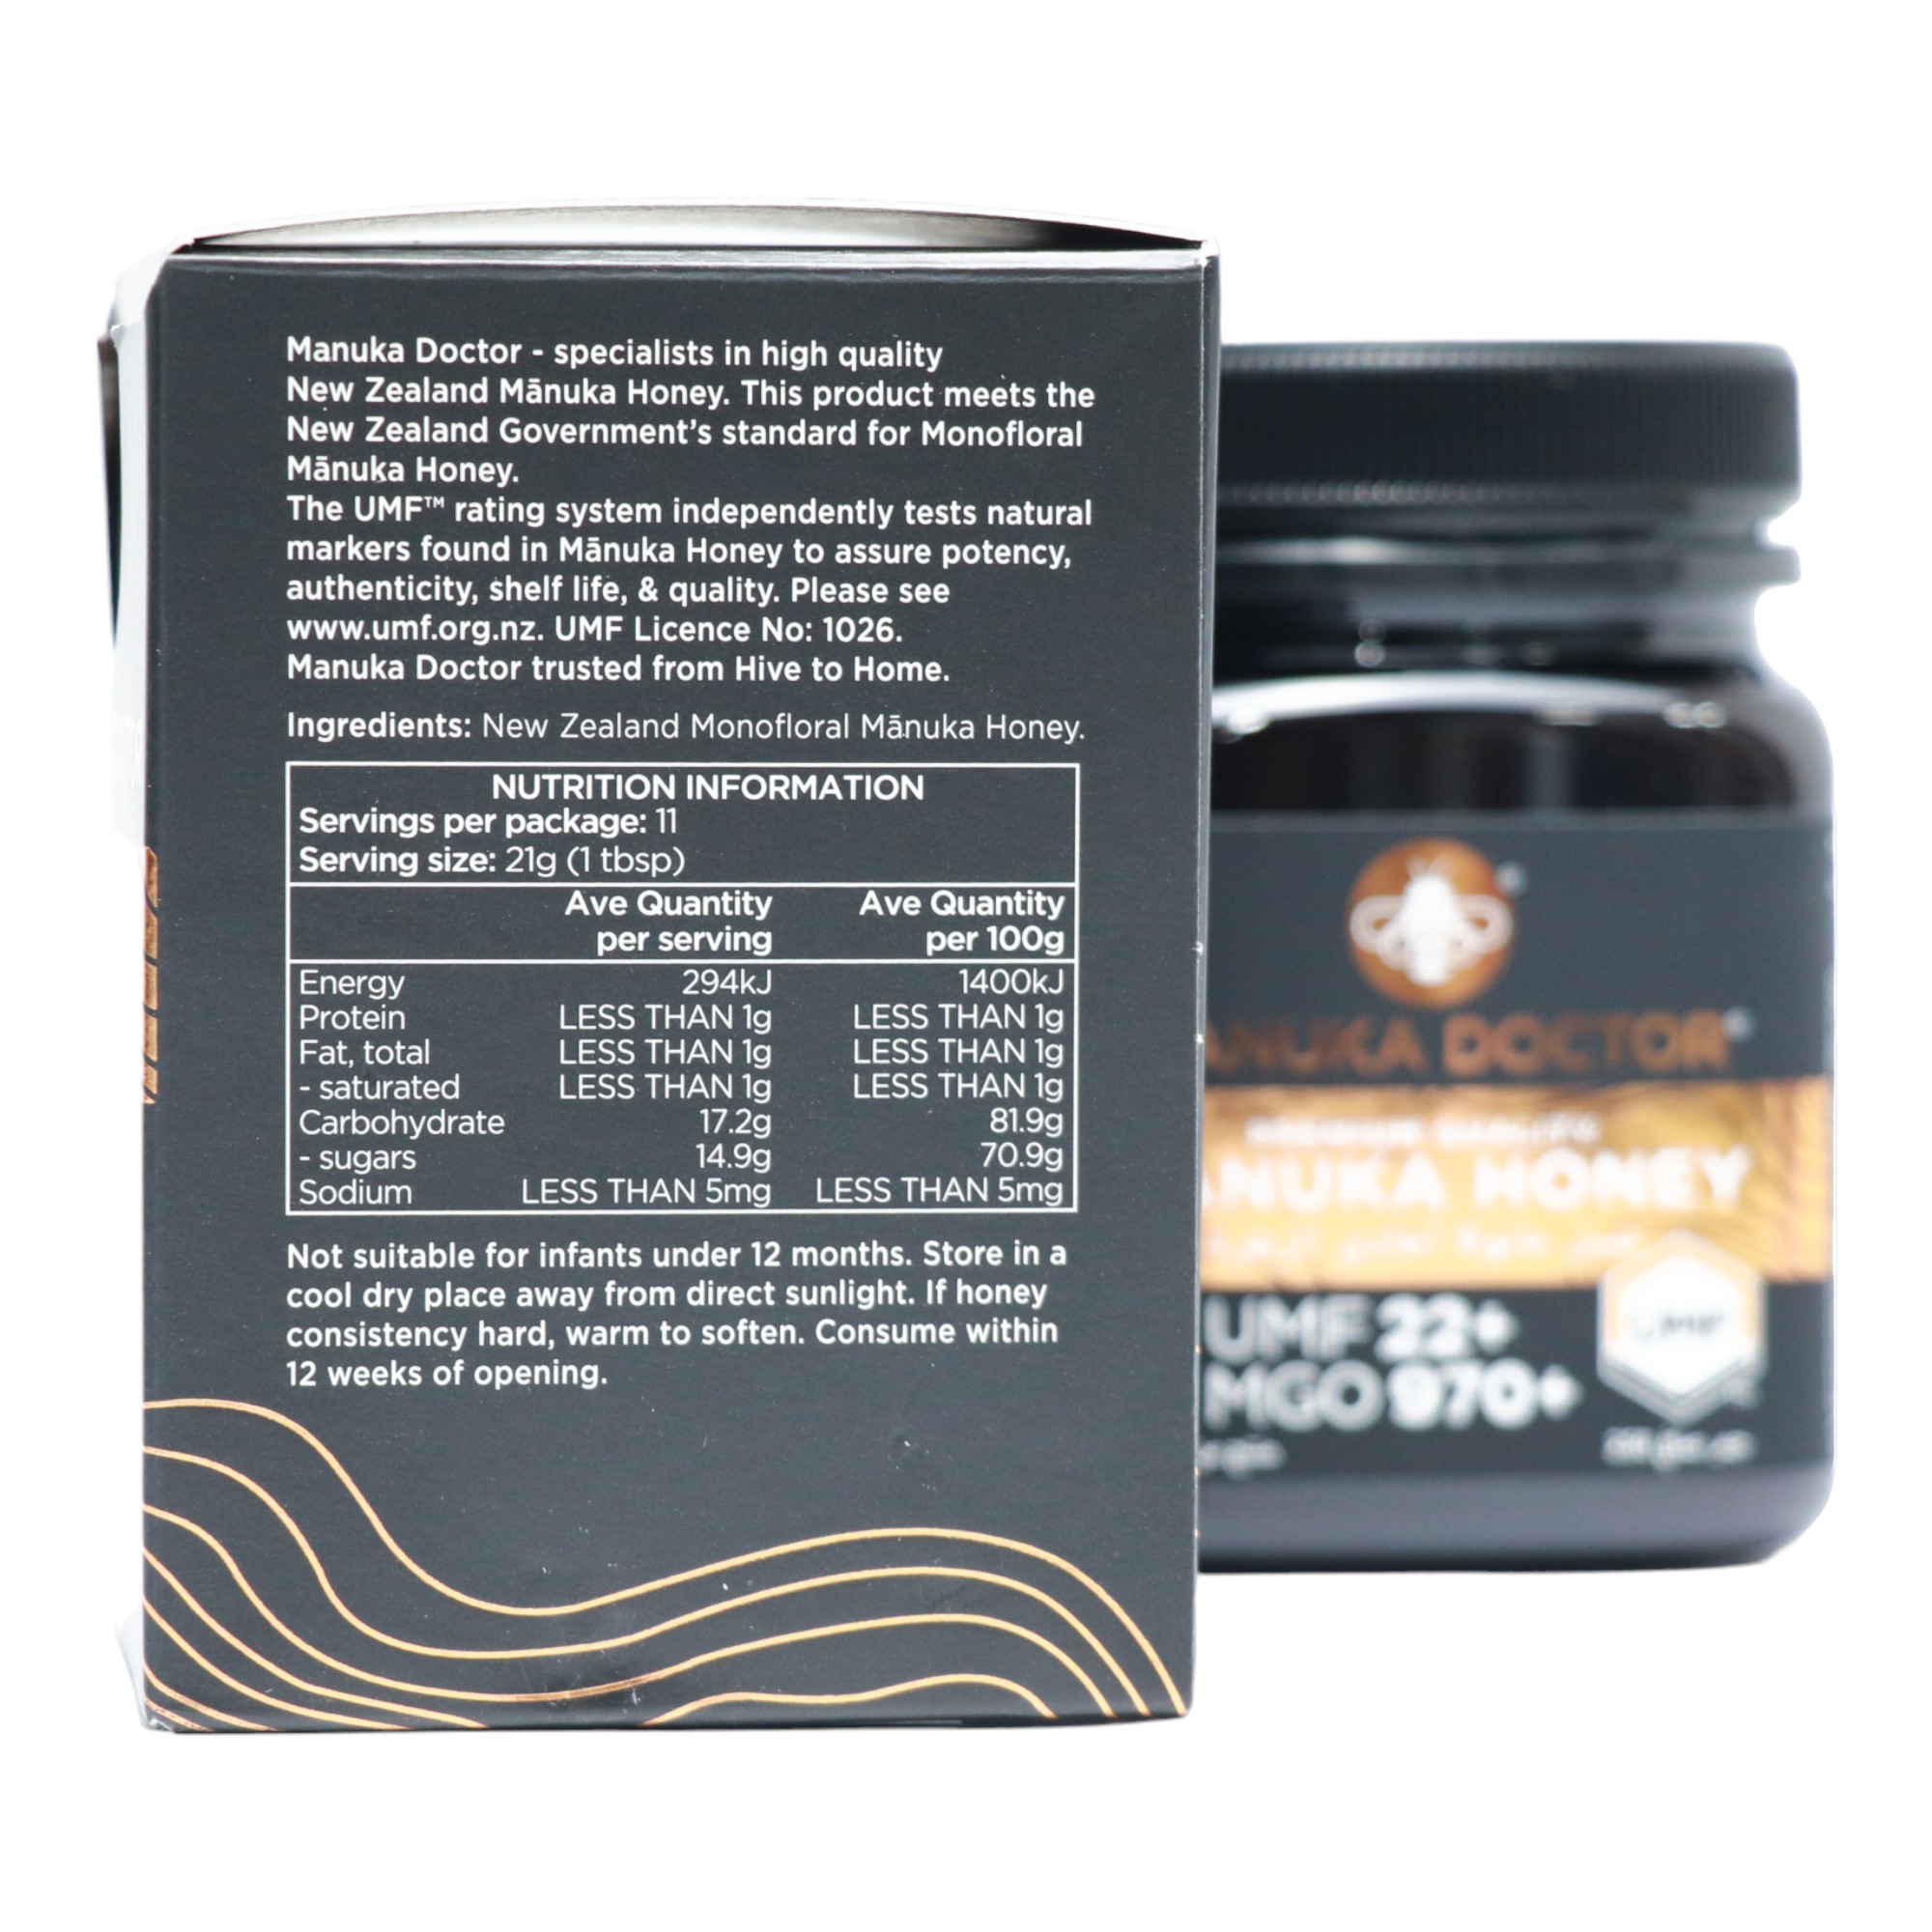 Manuka Doctor - specialists in high quality
New Zealand Mānuka Honey. This product meets the
New Zealand Government's standard for Monofloral
Mānuka Honey.
The UMF™ rating system independently tests natural
markers found in Mānuka Honey to assure potency,
authenticity, shelf life, & quality. Please see
www.umf.org.nz. UMF Licence No: 1026.
Manuka Doctor trusted from Hive to Home.
Ingredients: New Zealand Monofloral Mānuka Honey.
NUTRITION INFORMATION
Servings per package: 11
Serving size: 21g (1 tbsp)
Ave Quantity per serving Ave Quantity per 100g
Energy 294kJ 1400kJ
Protein LESS THAN 1g LESS THAN 1g
Fat, total LESS THAN 1g LESS THAN 1g
- saturated LESS THAN 1g LESS THAN 1g
Carbohydrate 17.2g 81.9g
- sugars 14.9g 70.9g
Sodium LESS THAN 5mg LESS THAN 5mg
Not suitable for infants under 12 months. Store in a
cool dry place away from direct sunlight. If honey
consistency hard, warm to soften. Consume within
12 weeks of opening.
ANUKA DOCTOR
PREMIUM QUALITY
ANUKA HONEY
UMF 22+
MGO 970+